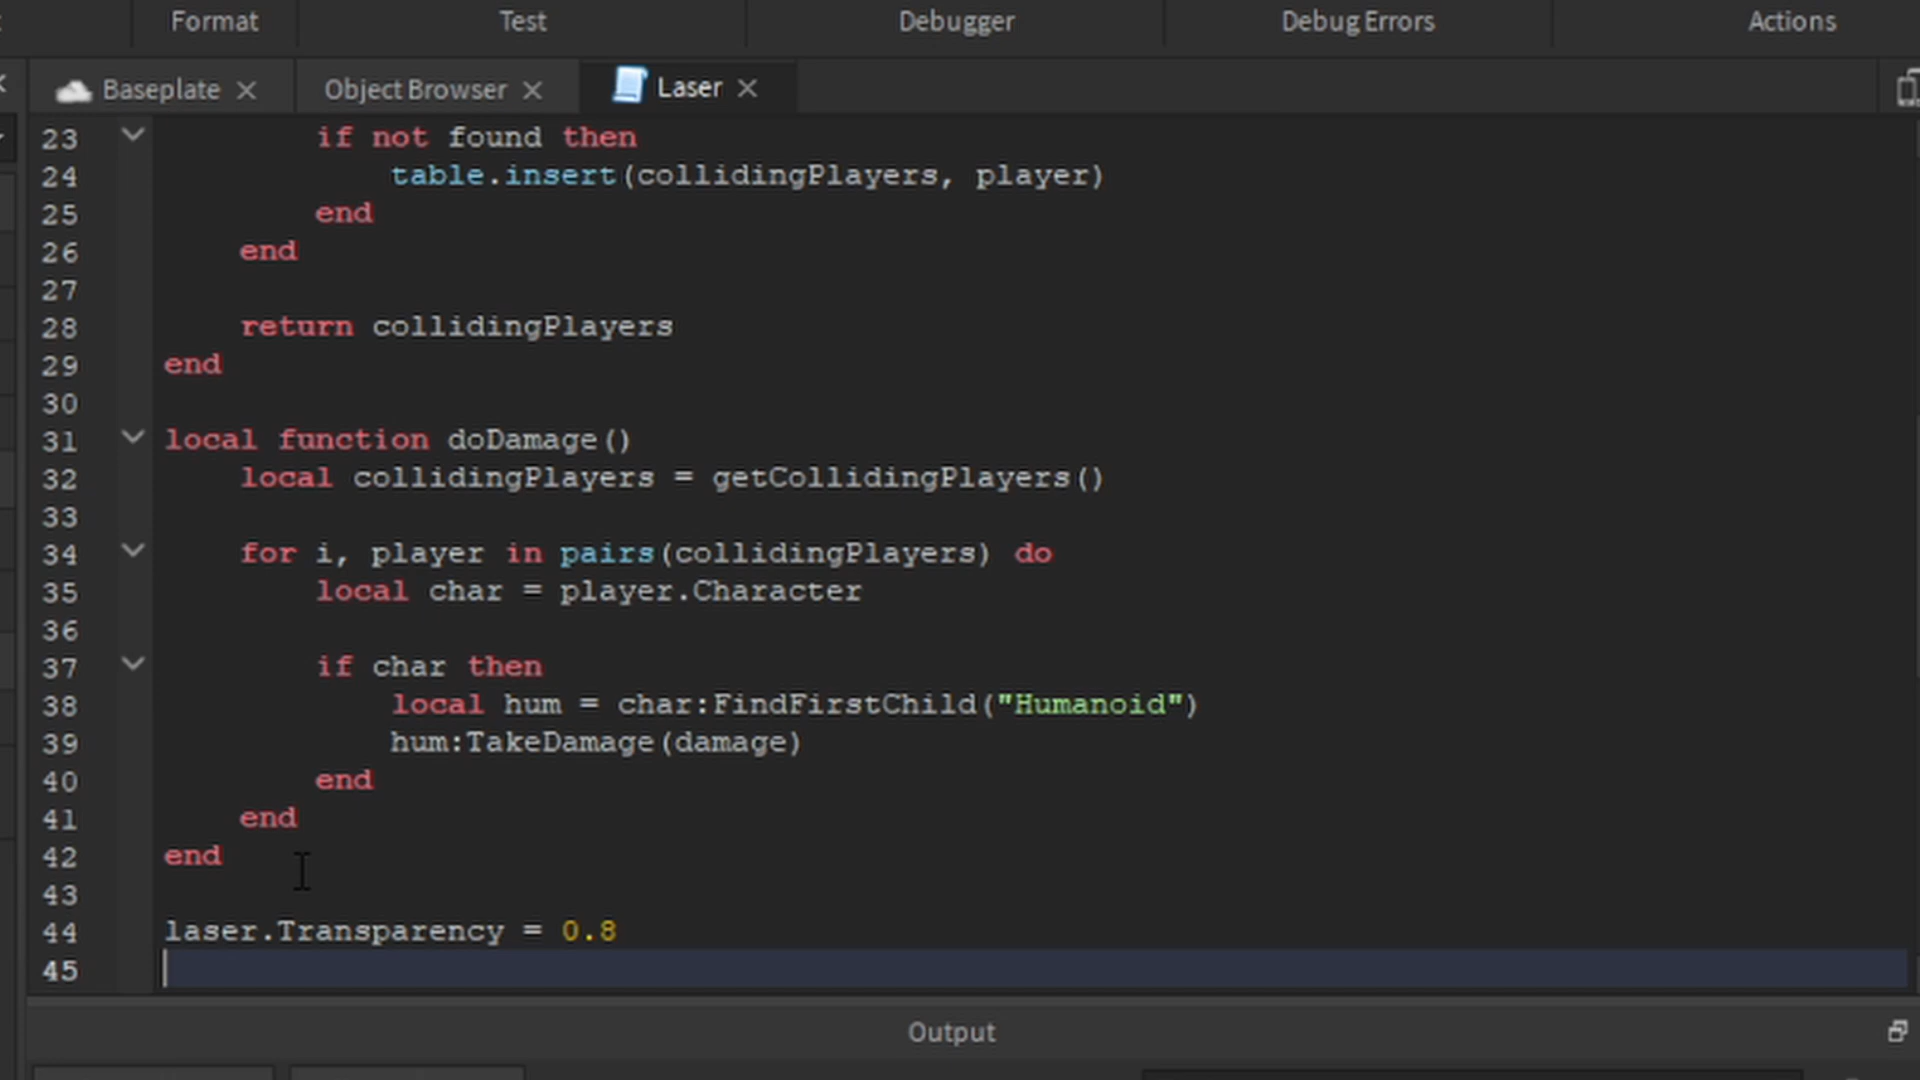 Format Test Debugger Debug Errors Actions
Baseplate Object Browser Laser
23 if not found then
24 table.insert(collidingPlayers, player)
25 end
26 end
27
28 return collidingPlayers
29 end
30
31 local function doDamage()
32 local collidingPlayers = getCollidingPlayers()
33
34 for i, player in pairs(collidingPlayers) do
35 local char = player.Character
36
37 if char then
38 local hum = char:FindFirstChild("Humanoid")
39 hum:TakeDamage(damage)
40 end
41 end
42 end
43
44 laser.Transparency = 0.8
45
Output